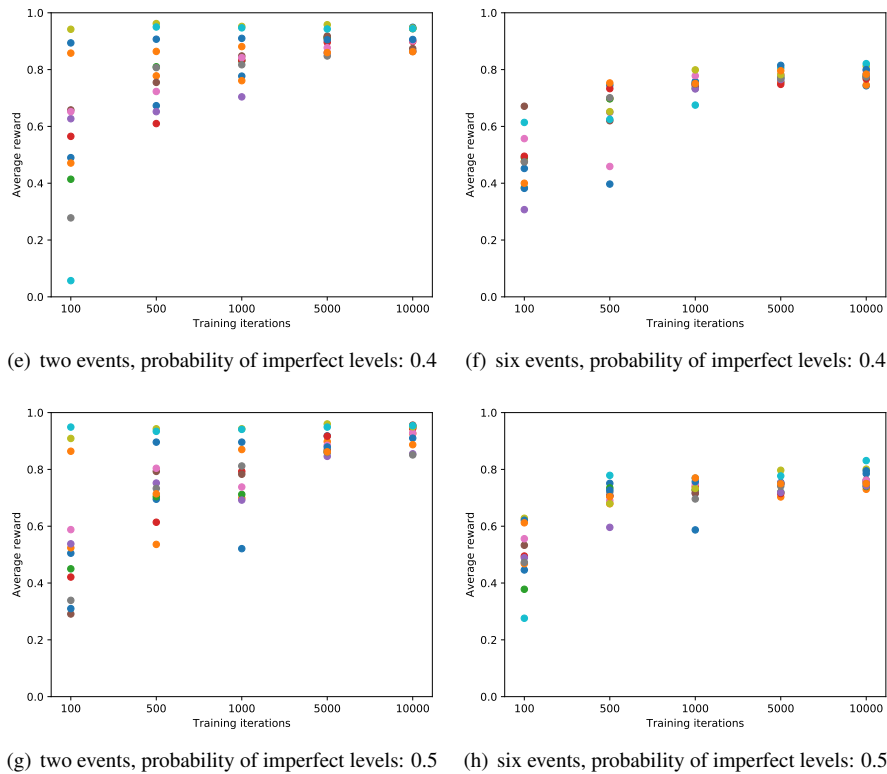 1.0
0.8
0.6
0.4
0.2
0.0
Average reward
100 500 1000 5000 10000
Training iterations
1.0
0.8
0.6
0.4
0.2
0.0
Average reward
100 500 1000 5000 10000
Training iterations
(e) two events, probability of imperfect levels: 0.4
(f) six events, probability of imperfect levels: 0.4
1.0
0.8
0.6
0.4
0.2
0.0
Average reward
100 500 1000 5000 10000
Training iterations
1.0
0.8
0.6
0.4
0.2
0.0
Average reward
100 500 1000 5000 10000
Training iterations
(g) two events, probability of imperfect levels: 0.5
(h) six events, probability of imperfect levels: 0.5